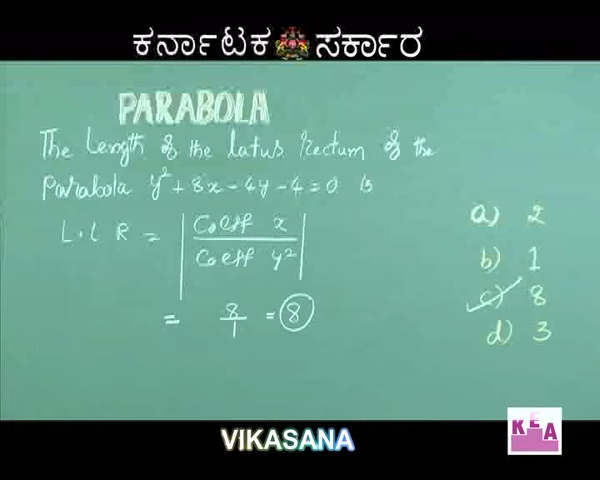 ಕರ್ನಾಟಕ ಸರ್ಕಾರ
PARABOLA
The Length of the Latus Rectum of the
Parabola y² + 8x - 4y - 4 = 0 is
L.L R = | Coeff x / Coeff y² |
= 8/1 = 8
a) 2
b) 1
c) 8
d) 3
KEA
VIKASANA